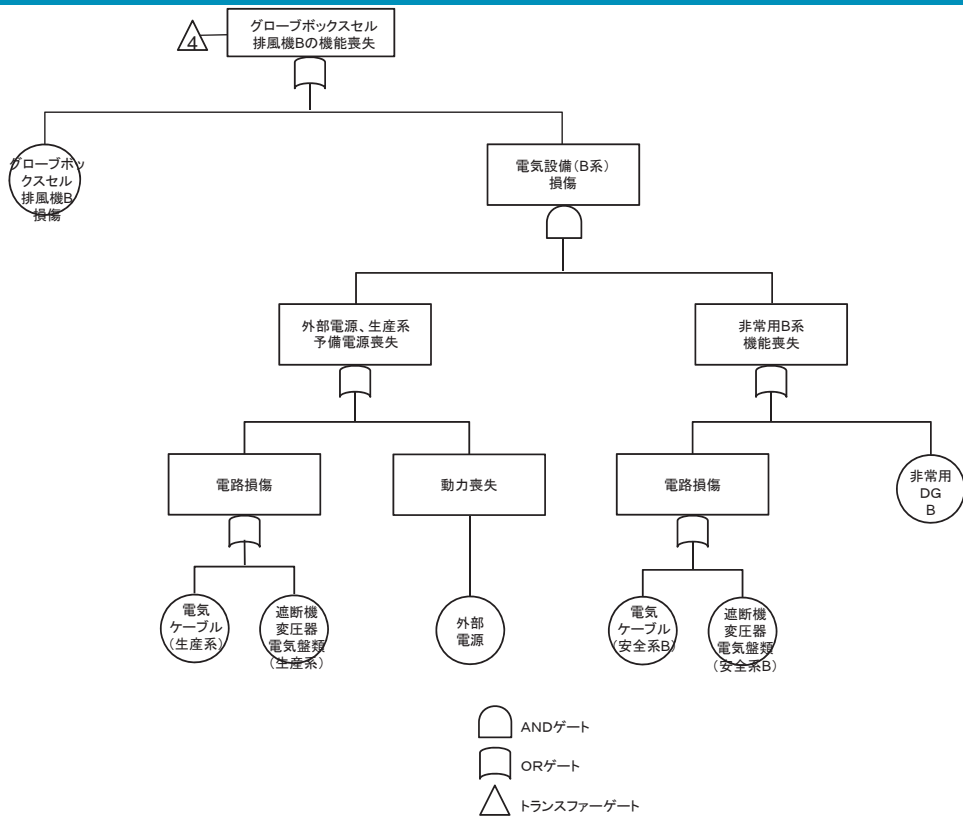 4
グローブボックスセル
排風機Bの機能喪失
グローブボッ
クスセル
排風機B
損傷
電気設備(B系)
損傷
外部電源、生産系
予備電源喪失
非常用B系
機能喪失
電路損傷
動力喪失
電路損傷
非常用
DG
B
電気
ケーブル
(生産系)
遮断機
変圧器
電気盤類
(生産系)
外部
電源
電気
ケーブル
(安全系B)
遮断機
変圧器
電気盤類
(安全系B)
ANDゲート
ORゲート
トランスファーゲート